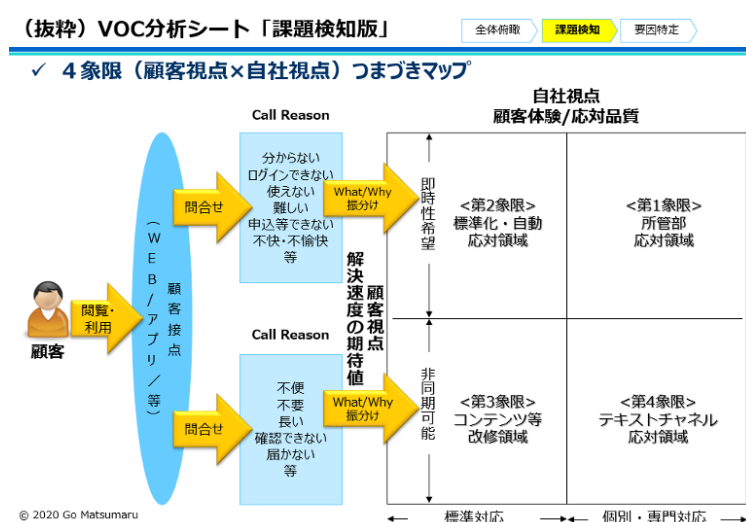 （抜粋）VOC分析シート「課題検知版」
全体俯瞰
課題検知
要因特定
✓ 4象限（顧客視点×自社視点）つまづきマップ
自社視点
顧客体験/応対品質
Call Reason
分からない
ログインできない
使えない
難しい
申込等できない
不快・不愉快
等
問合せ
What/Why
振分け
即時性希望
<第2象限>
標準化・自動
応対領域
<第1象限>
所管部
応対領域
顧客
閲覧・
利用
顧客接点
（WEB/アプリ/等）
顧客視点
解決速度の期待値
Call Reason
不便
不要
長い
確認できない
届かない
等
問合せ
What/Why
振分け
非同期可能
<第3象限>
コンテンツ等
改修領域
<第4象限>
テキストチャネル
応対領域
標準対応
個別・専門対応
© 2020 Go Matsumaru